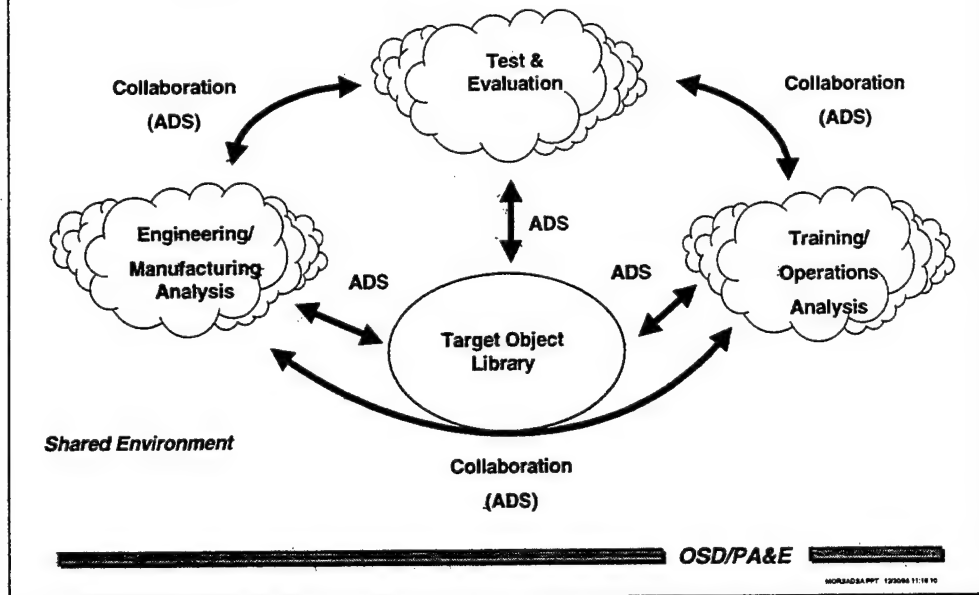 Test &
Evaluation
Collaboration
(ADS)
Collaboration
(ADS)
ADS
Engineering/
Manufacturing
Analysis
Training/
Operations
Analysis
ADS
ADS
Target Object
Library
Shared Environment
Collaboration
(ADS)
OSD/PA&E